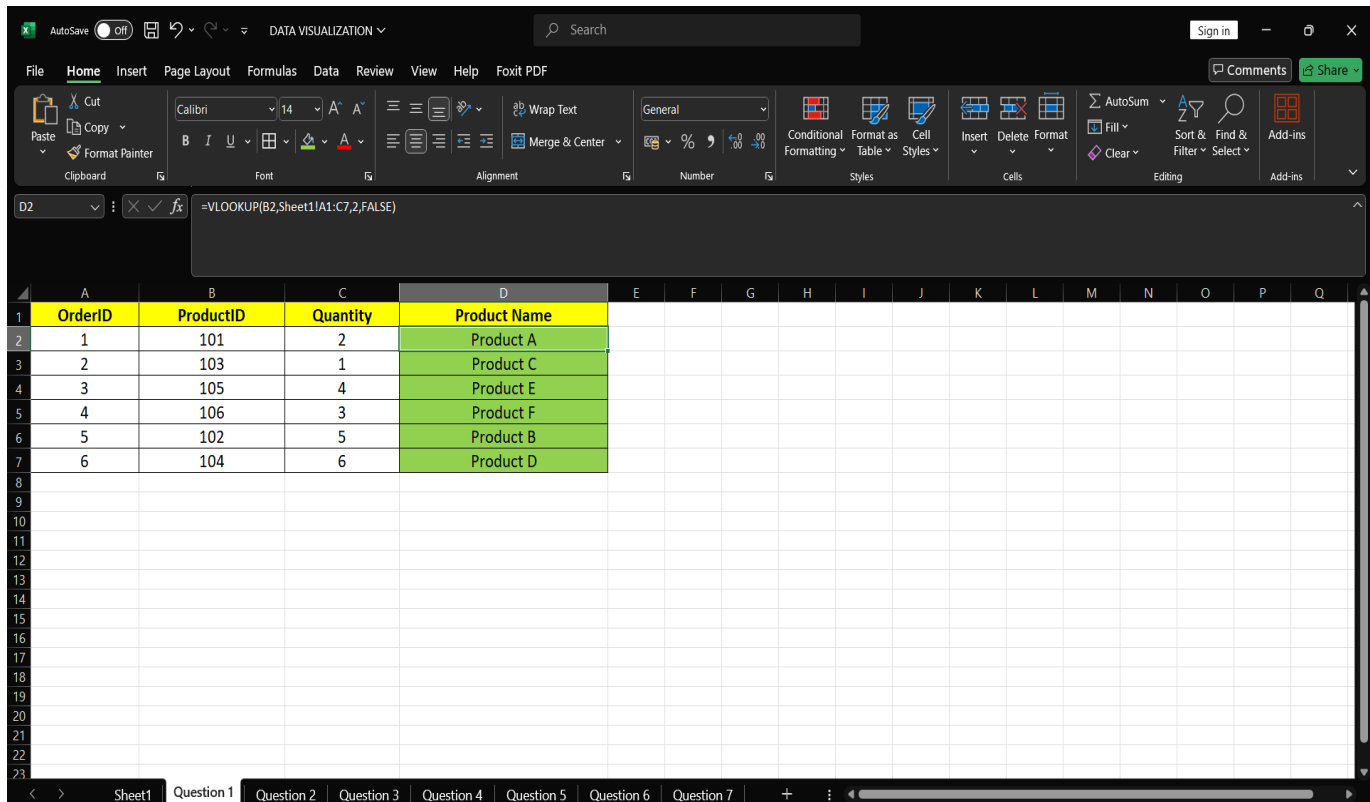 AutoSave Off DATA VISUALIZATION Search Sign in
File Home Insert Page Layout Formulas Data Review View Help Foxit PDF Comments Share
Paste Cut Copy Format Painter Clipboard
Calibri 14 A A B I U A Font
ab Wrap Text Merge & Center Alignment
General % 9 .00 Number
Conditional Formatting Format as Table Cell Styles Styles
Insert Delete Format Cells
AutoSum Fill Clear Sort & Filter Find & Select Editing
Add-ins Add-ins
D2 fx =VLOOKUP(B2,Sheet1!A1:C7,2,FALSE)
A B C D E F G H I J K L M N O P Q
1 OrderID ProductID Quantity Product Name
2 1 101 2 Product A
3 2 103 1 Product C
4 3 105 4 Product E
5 4 106 3 Product F
6 5 102 5 Product B
7 6 104 6 Product D
8
9
10
11
12
13
14
15
16
17
18
19
20
21
22
23
Sheet1 Question 1 Question 2 Question 3 Question 4 Question 5 Question 6 Question 7 +